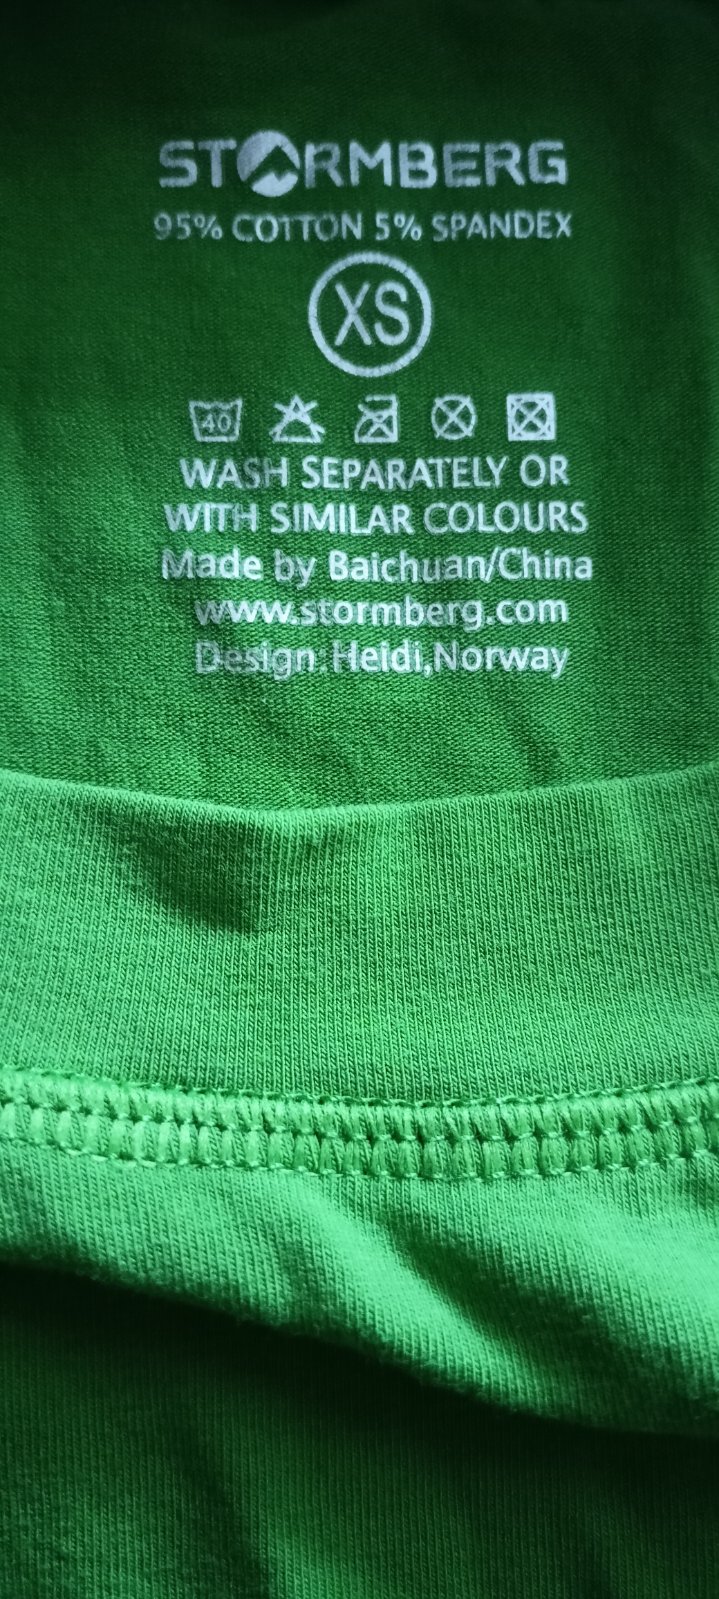 STORMBERG
95% COTTON 5% SPANDEX
XS
40
WASH SEPARATELY OR
WITH SIMILAR COLOURS
Made by Baichuan/China
www.stormberg.com
Design:Heidi,Norway